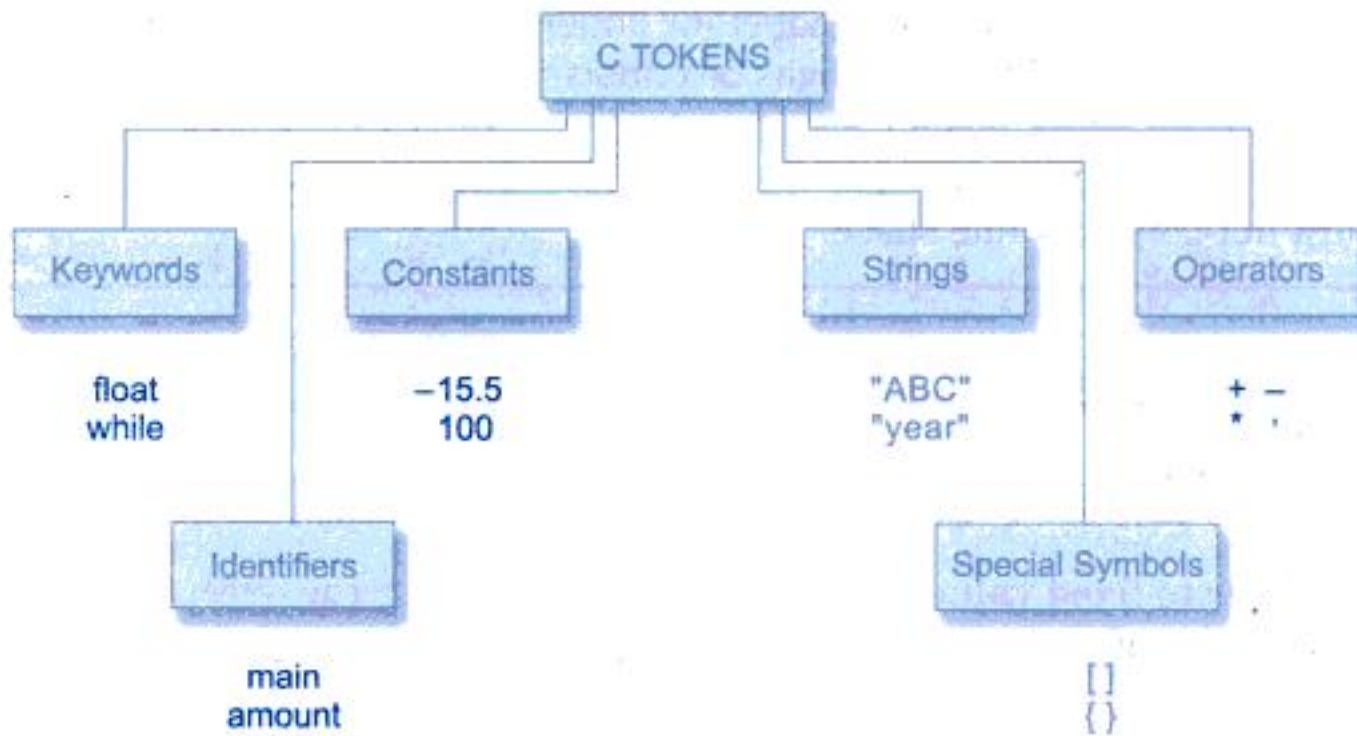 C TOKENS
Keywords
Constants
Strings
Operators
float
while
–15.5
100
"ABC"
"year"
+ –
*
Identifiers
Special Symbols
main
amount
[ ]
{ }